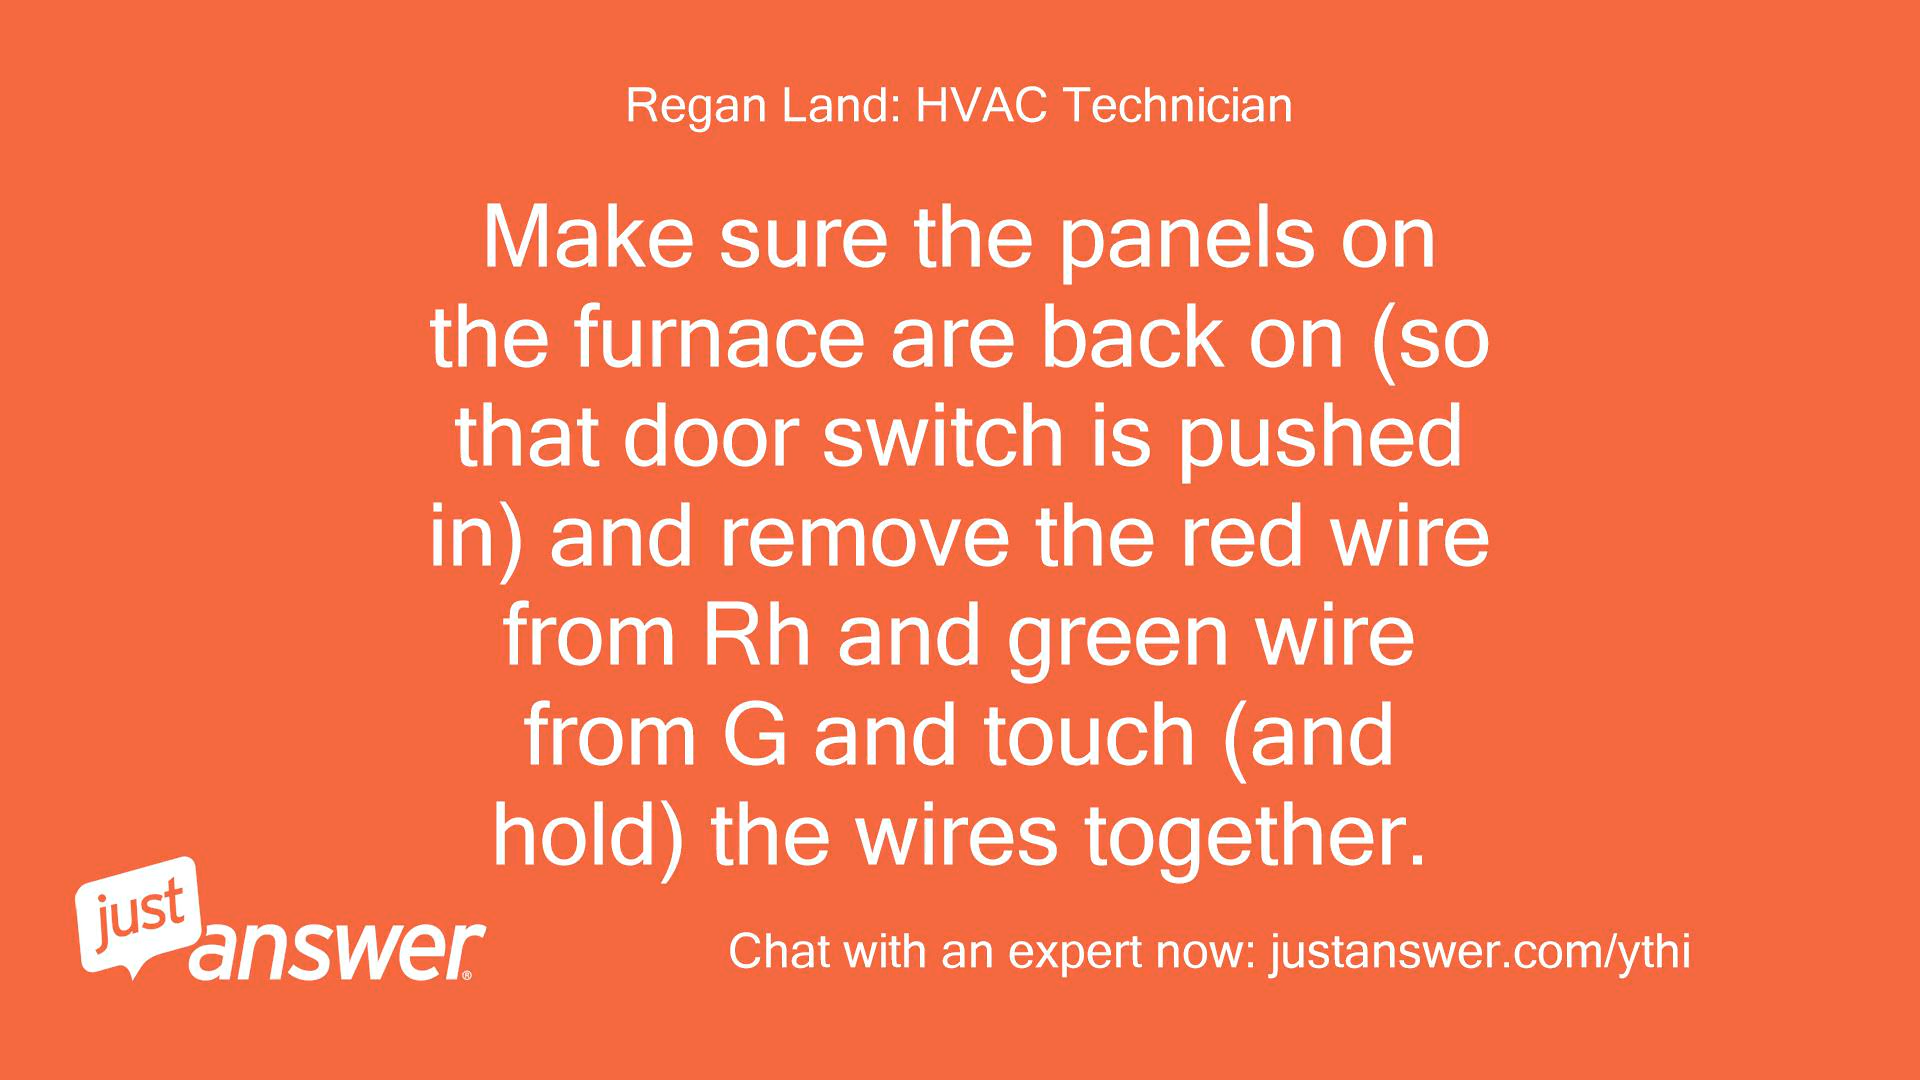 Regan Land: HVAC Technician
Make sure the panels on
the furnace are back on (so
that door switch is pushed
in) and remove the red wire
from Rh and green wire
from G and touch (and
hold) the wires together.
just
answer®
Chat with an expert now: justanswer.com/ythi